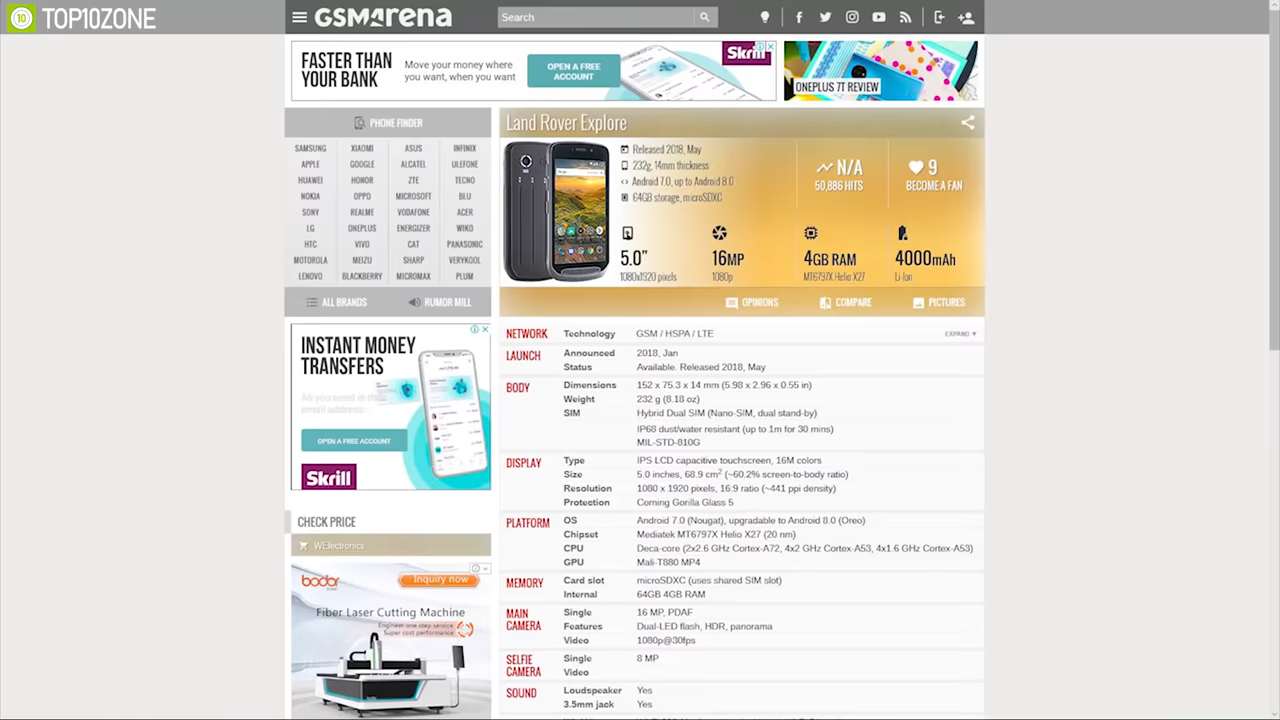 TOP10ZONE
GSMArena
Search
FASTER THAN
YOUR BANK
Move your money where
you want, when you want
OPEN A FREE
ACCOUNT
Skrill
ONEPLUS 7T REVIEW
PHONE FINDER
SAMSUNG XIAOMI ASUS INFINIX
APPLE GOOGLE ALCATEL ULEFONE
HUAWEI HONOR ZTE TECNO
NOKIA OPPO MICROSOFT BLU
SONY REALME VODAFONE ACER
LG ONEPLUS ENERGIZER WIKO
HTC VIVO CAT PANASONIC
MOTOROLA MEIZU SHARP VERYKOOL
LENOVO BLACKBERRY MICROMAX PLUM
ALL BRANDS RUMOR MILL
Land Rover Explore
Released 2018, May
232g, 14mm thickness
Android 7.0, up to Android 8.0
64GB storage, microSDXC
N/A
50,886 HITS
9
BECOME A FAN
5.0"
1080x1920 pixels
16MP
1080p
4GB RAM
MT6797X Helio X27
4000mAh
Li-Ion
OPINIONS COMPARE PICTURES
INSTANT MONEY
TRANSFERS
All you need is the
email address
OPEN A FREE ACCOUNT
Skrill
CHECK PRICE
WElectronics
bodor
Inquiry now
Fiber Laser Cutting Machine
Engineer one step service
Super cost performance
NETWORK Technology GSM / HSPA / LTE EXPAND ▼
LAUNCH Announced 2018, Jan
Status Available. Released 2018, May
BODY Dimensions 152 x 75.3 x 14 mm (5.98 x 2.96 x 0.55 in)
Weight 232 g (8.18 oz)
SIM Hybrid Dual SIM (Nano-SIM, dual stand-by)
IP68 dust/water resistant (up to 1m for 30 mins)
MIL-STD-810G
DISPLAY Type IPS LCD capacitive touchscreen, 16M colors
Size 5.0 inches, 68.9 cm² (~60.2% screen-to-body ratio)
Resolution 1080 x 1920 pixels, 16:9 ratio (~441 ppi density)
Protection Corning Gorilla Glass 5
PLATFORM OS Android 7.0 (Nougat), upgradable to Android 8.0 (Oreo)
Chipset Mediatek MT6797X Helio X27 (20 nm)
CPU Deca-core (2x2.6 GHz Cortex-A72, 4x2 GHz Cortex-A53, 4x1.6 GHz Cortex-A53)
GPU Mali-T880 MP4
MEMORY Card slot microSDXC (uses shared SIM slot)
Internal 64GB 4GB RAM
MAIN CAMERA Single 16 MP, PDAF
Features Dual-LED flash, HDR, panorama
Video 1080p@30fps
SELFIE CAMERA Single 8 MP
Video
SOUND Loudspeaker Yes
3.5mm jack Yes